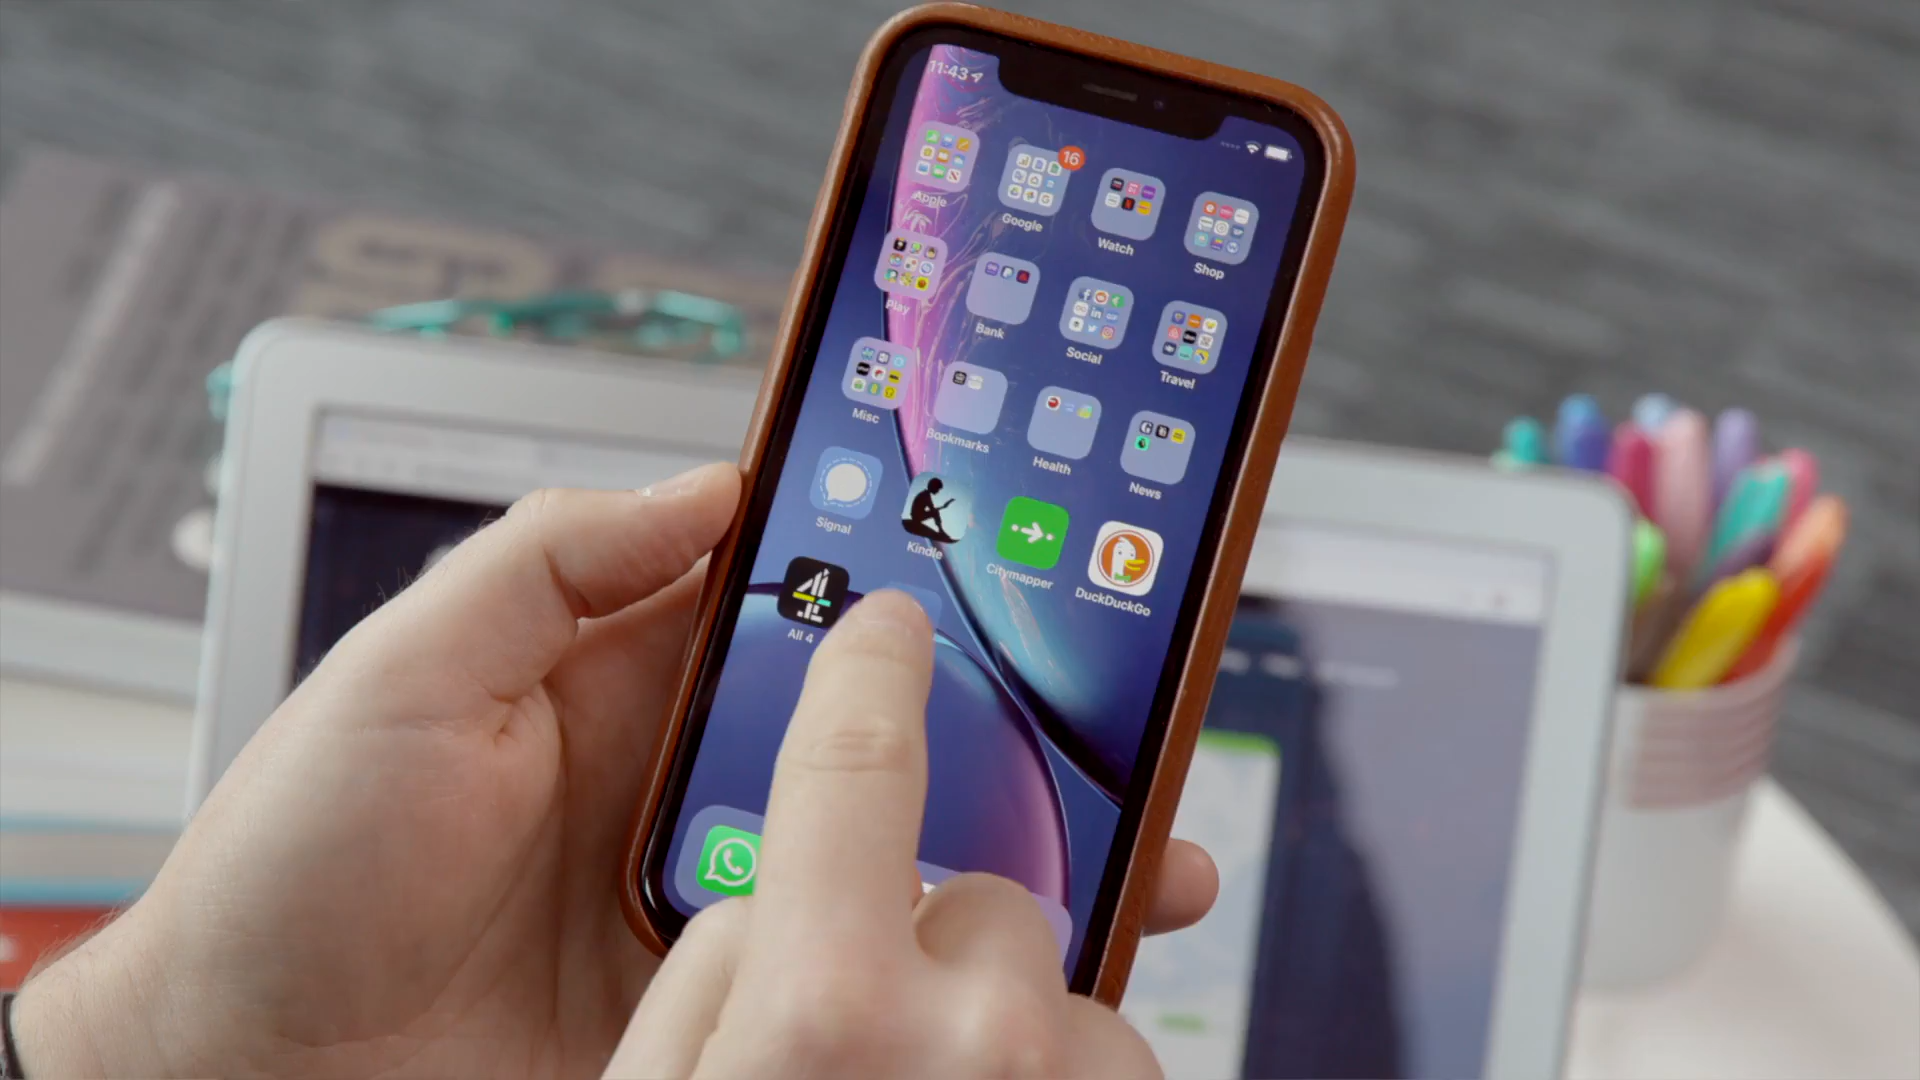 11:43
16
Apple
Google
Watch
Shop
Play
Bank
Social
Travel
Misc
Bookmarks
Health
News
Signal
Kindle
Citymapper
DuckDuckGo
All 4